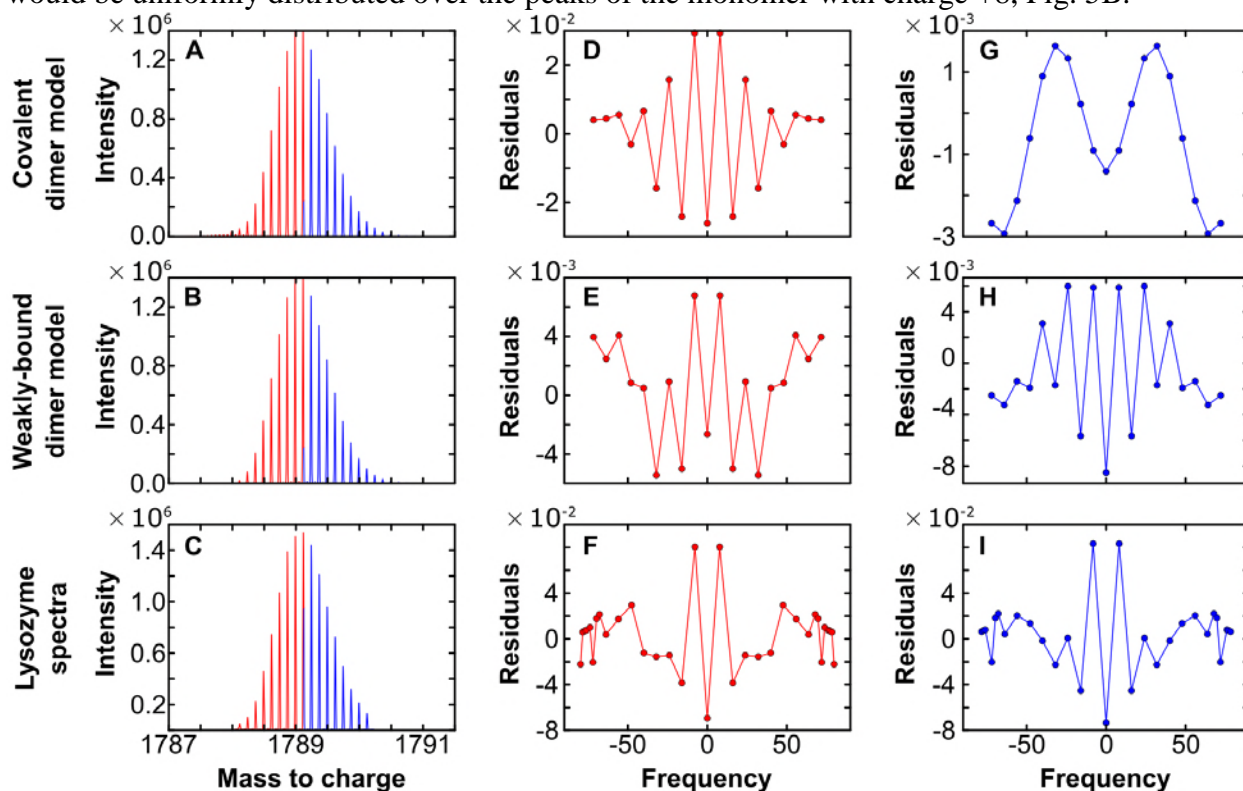 would be uniformly distributed over the peaks of the monomer with charge +8, Fig. 3B.
× 10⁶
A
1.2
0.8
0.4
0.0
Intensity
Covalent
dimer model
× 10⁻²
D
2
0
-2
Residuals
× 10⁻³
G
1
-1
-3
Residuals
× 10⁶
B
1.2
0.8
0.4
0.0
Intensity
Weakly-bound
dimer model
× 10⁻³
E
4
0
-4
Residuals
× 10⁻³
H
4
0
-4
-8
Residuals
× 10⁶
C
1.4
1.0
0.6
0.2
Intensity
Lysozyme
spectra
1787 1789 1791
Mass to charge
× 10⁻²
F
4
0
-4
-8
Residuals
-50 0 50
Frequency
× 10⁻²
I
4
0
-4
-8
Residuals
-50 0 50
Frequency